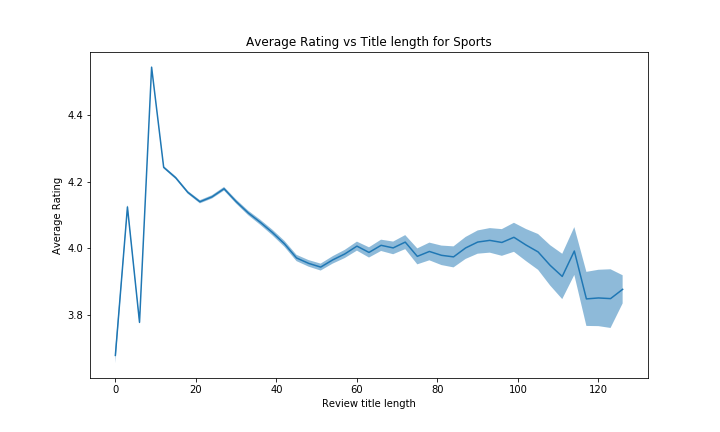 Average Rating vs Title length for Sports
Average Rating
4.4
4.2
4.0
3.8
0 20 40 60 80 100 120
Review title length